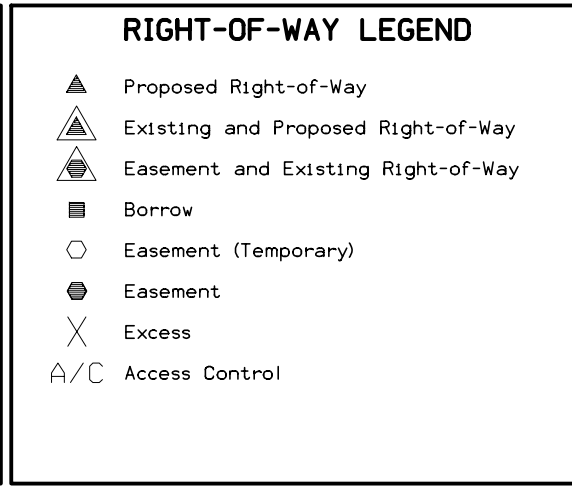 RIGHT-OF-WAY LEGEND
Proposed Right-of-Way
Existing and Proposed Right-of-Way
Easement and Existing Right-of-Way
Borrow
Easement (Temporary)
Easement
Excess
A/C Access Control